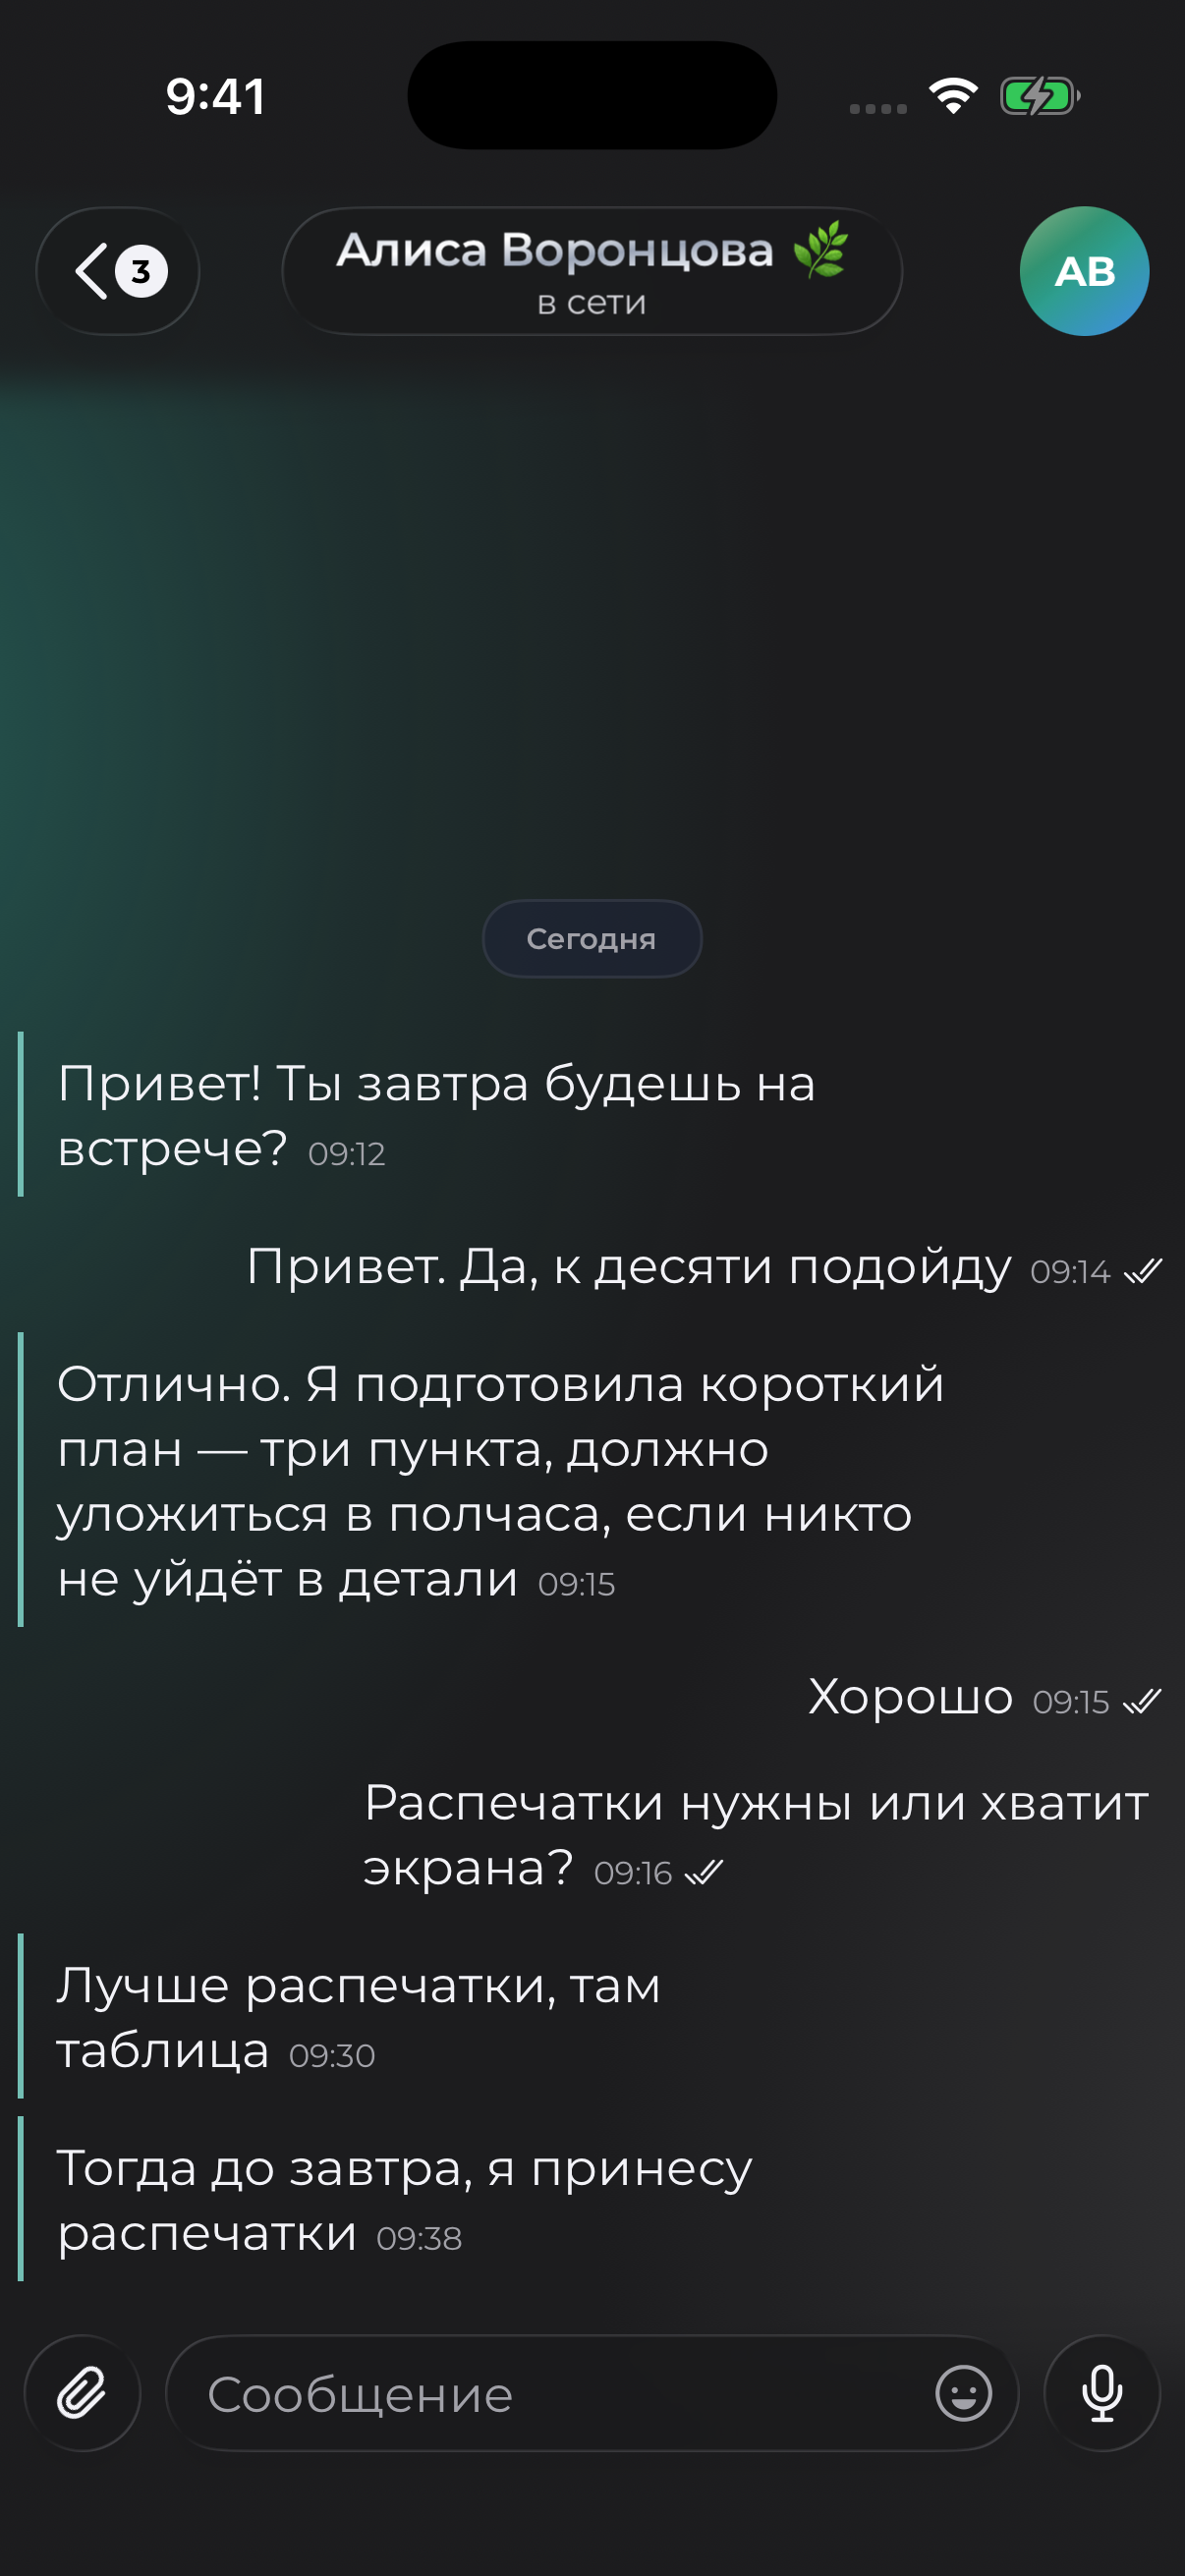 9:41
3
Алиса Воронцова 🌿
в сети
АВ
Сегодня
Привет! Ты завтра будешь на
встрече? 09:12
Привет. Да, к десяти подойду 09:14
Отлично. Я подготовила короткий
план — три пункта, должно
уложиться в полчаса, если никто
не уйдёт в детали 09:15
Хорошо 09:15
Распечатки нужны или хватит
экрана? 09:16
Лучше распечатки, там
таблица 09:30
Тогда до завтра, я принесу
распечатки 09:38
Сообщение